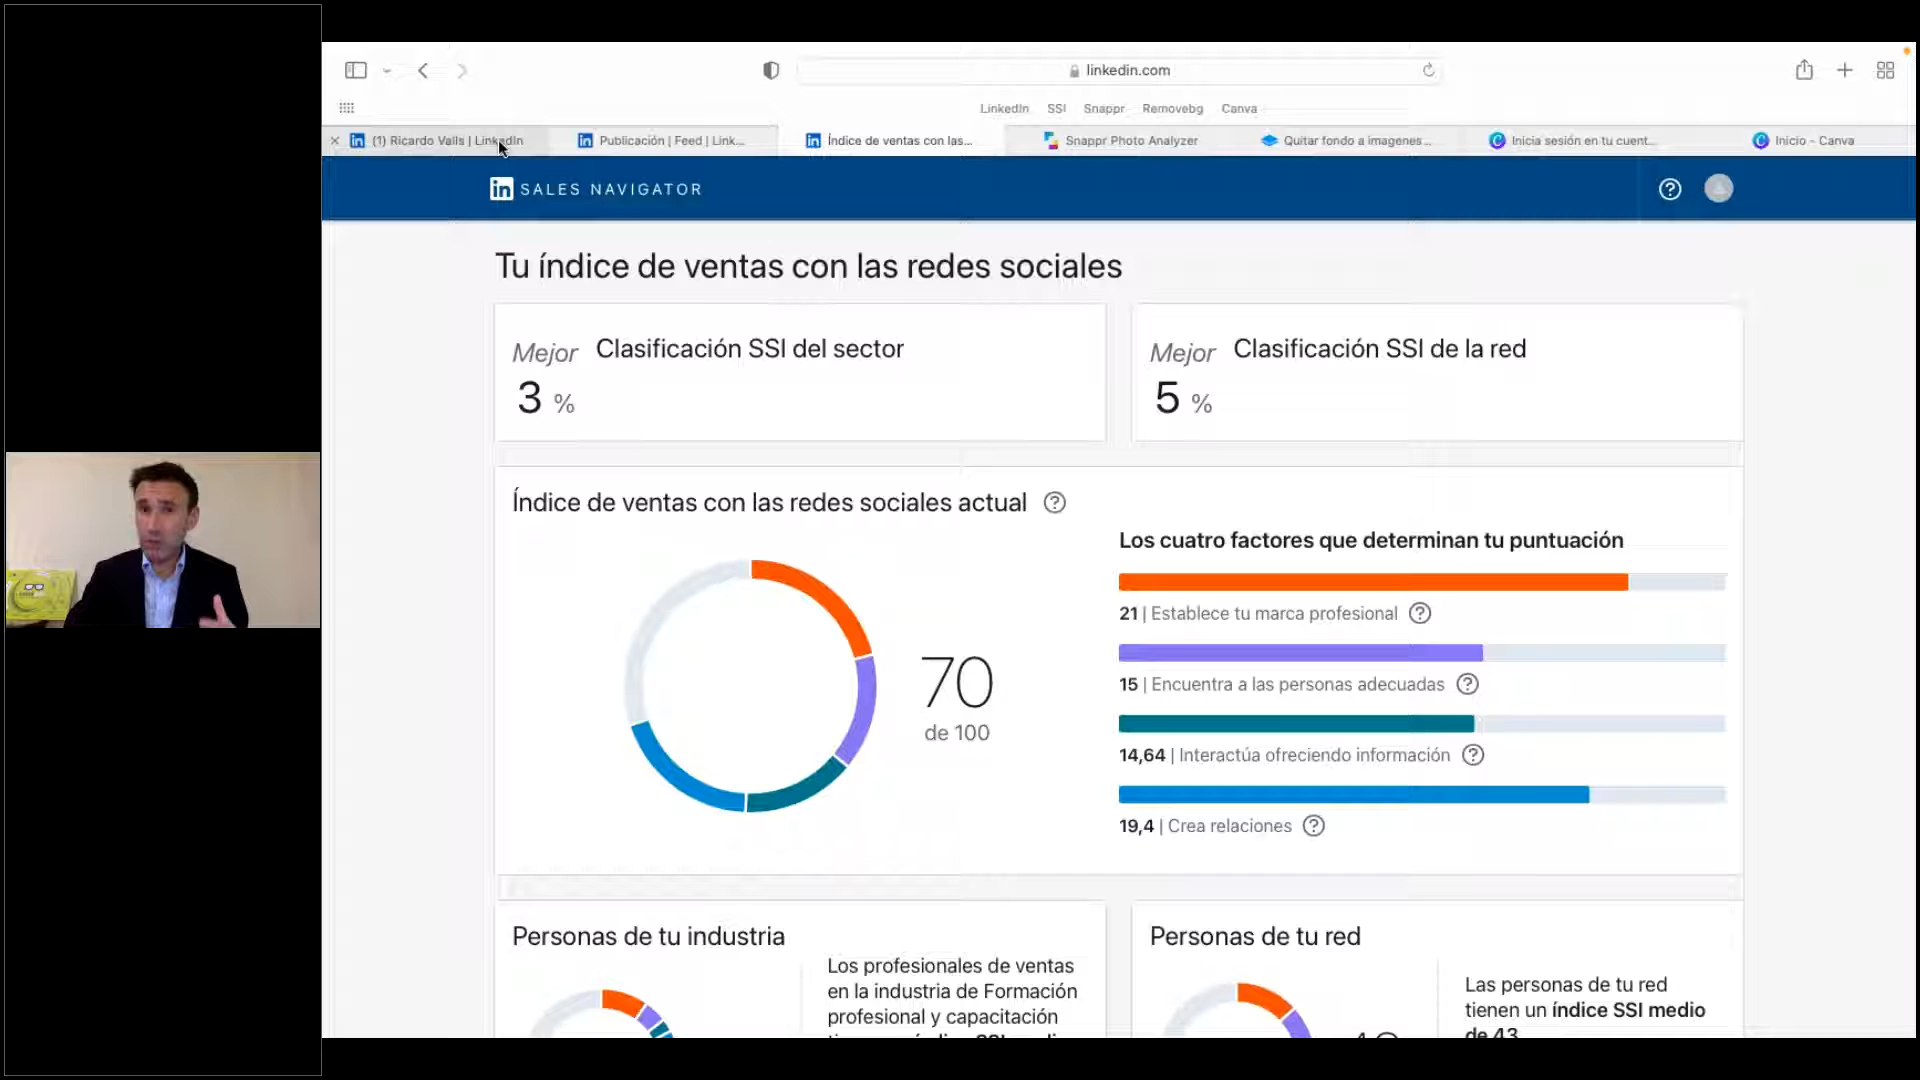 linkedin.com
LinkedIn SSI Snappr Removebg Canva
(1) Ricardo Valls | LinkedIn
Publicación | Feed | Link...
Índice de ventas con las...
Snappr Photo Analyzer
Quitar fondo a imagenes...
Inicia sesión en tu cuent...
Inicio - Canva
in SALES NAVIGATOR
Tu índice de ventas con las redes sociales
Mejor Clasificación SSI del sector
3 %
Mejor Clasificación SSI de la red
5 %
Índice de ventas con las redes sociales actual
70
de 100
Los cuatro factores que determinan tu puntuación
21 | Establece tu marca profesional
15 | Encuentra a las personas adecuadas
14,64 | Interactúa ofreciendo información
19,4 | Crea relaciones
Personas de tu industria
Los profesionales de ventas
en la industria de Formación
profesional y capacitación
Personas de tu red
Las personas de tu red
tienen un índice SSI medio
de 43